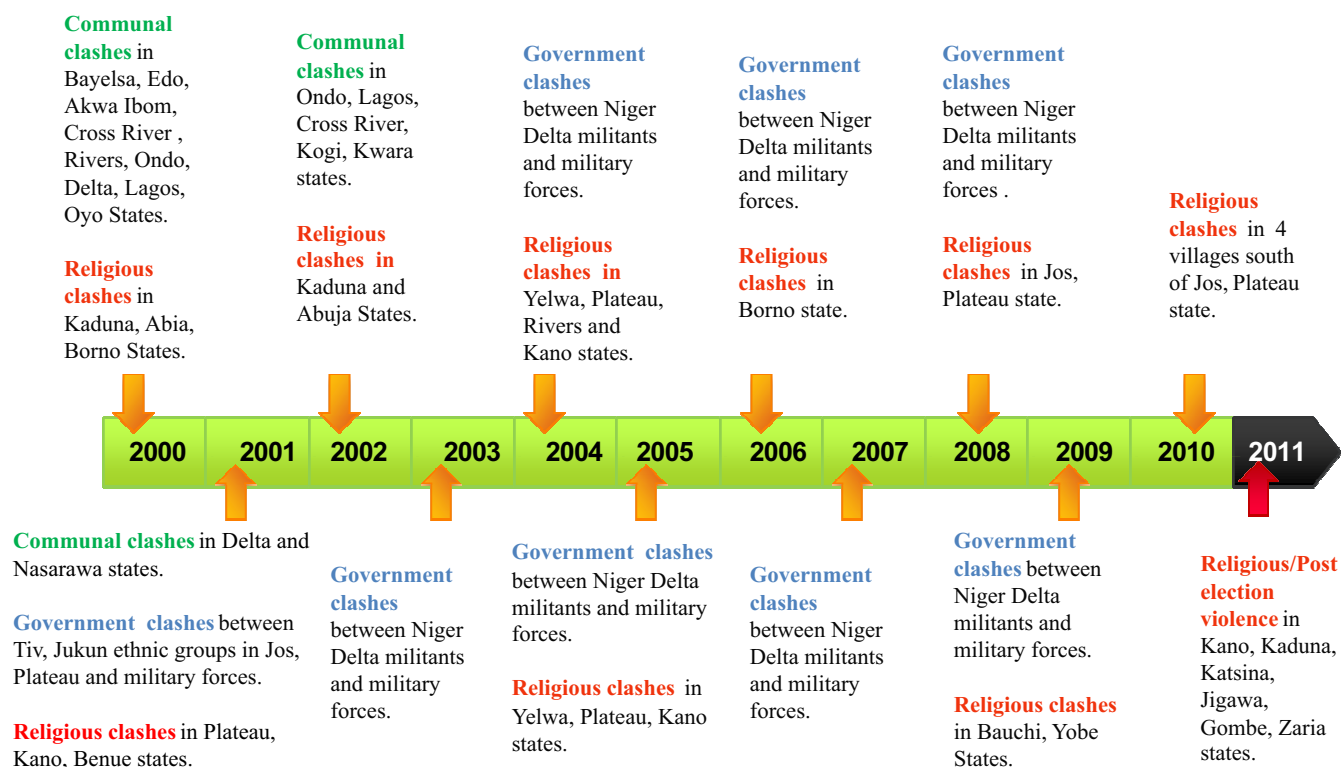 Communal
clashes in
Bayelsa, Edo,
Akwa Ibom,
Cross River ,
Rivers, Ondo,
Delta, Lagos,
Oyo States.
Religious
clashes in
Kaduna, Abia,
Borno States.
Communal
clashes in
Ondo, Lagos,
Cross River,
Kogi, Kwara
states.
Religious
clashes in
Kaduna and
Abuja States.
Government
clashes
between Niger
Delta militants
and military
forces.
Religious
clashes in
Yelwa, Plateau,
Rivers and
Kano states.
Government
clashes
between Niger
Delta militants
and military
forces.
Religious
clashes in
Borno state.
Government
clashes
between Niger
Delta militants
and military
forces .
Religious
clashes in Jos,
Plateau state.
Religious
clashes in 4
villages south
of Jos, Plateau
state.
2000 2001 2002 2003 2004 2005 2006 2007 2008 2009 2010 2011
Communal clashes in Delta and
Nasarawa states.
Government clashes between
Tiv, Jukun ethnic groups in Jos,
Plateau and military forces.
Religious clashes in Plateau,
Kano, Benue states.
Government
clashes
between Niger
Delta militants
and military
forces.
Government clashes
between Niger Delta
militants and military
forces.
Religious clashes in
Yelwa, Plateau, Kano
states.
Government
clashes
between Niger
Delta militants
and military
forces.
Government
clashes between
Niger Delta
militants and
military forces.
Religious clashes
in Bauchi, Yobe
States.
Religious/Post
election
violence in
Kano, Kaduna,
Katsina,
Jigawa,
Gombe, Zaria
states.